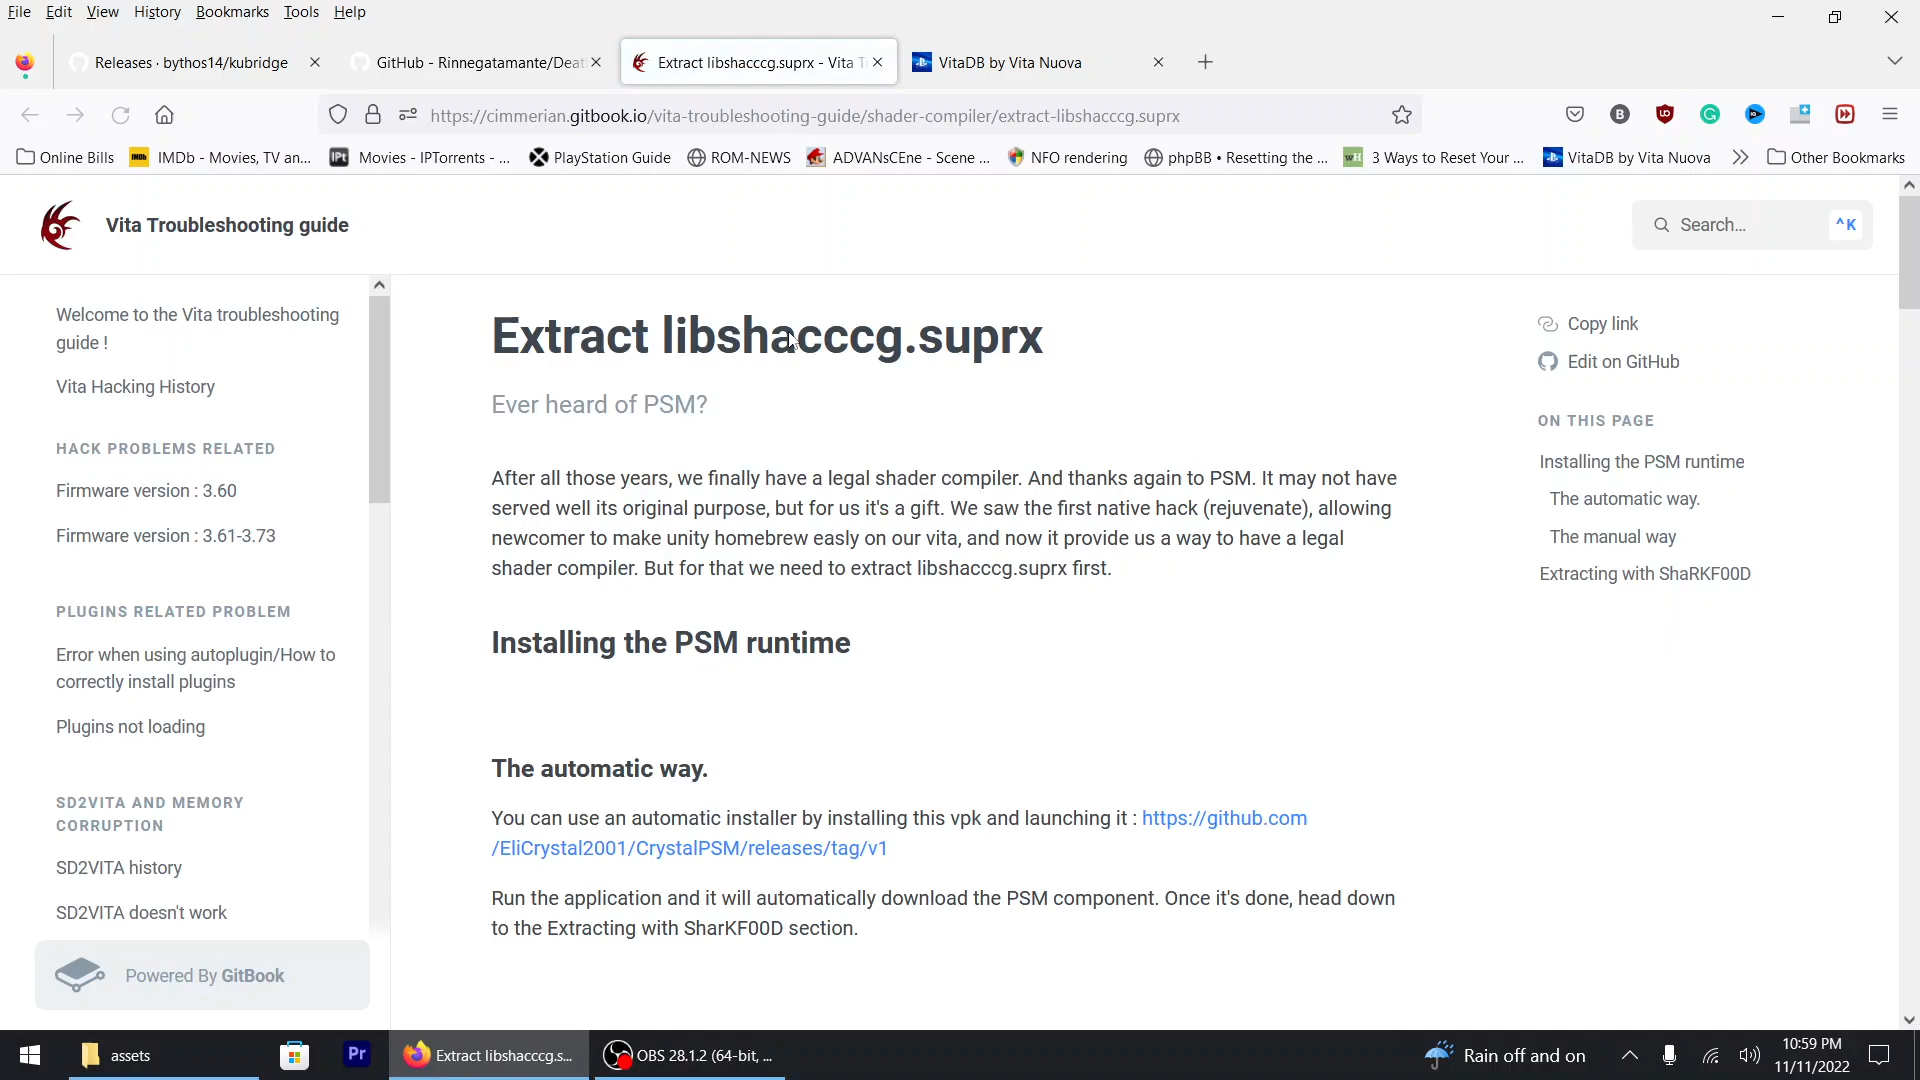 File Edit View History Bookmarks Tools Help
Releases · bythos14/kubridge
GitHub - Rinnegatamante/Deat
Extract libshacccg.suprx - Vita T
VitaDB by Vita Nuova
https://cimmerian.gitbook.io/vita-troubleshooting-guide/shader-compiler/extract-libshacccg.suprx
Online Bills
IMDb - Movies, TV an...
Movies - IPTorrents - ...
PlayStation Guide
ROM-NEWS
ADVANsCEne - Scene ...
NFO rendering
phpBB • Resetting the ...
3 Ways to Reset Your ...
VitaDB by Vita Nuova
Other Bookmarks
Vita Troubleshooting guide
Search...
^K
Welcome to the Vita troubleshooting
guide !
Vita Hacking History
HACK PROBLEMS RELATED
Firmware version : 3.60
Firmware version : 3.61-3.73
PLUGINS RELATED PROBLEM
Error when using autoplugin/How to
correctly install plugins
Plugins not loading
SD2VITA AND MEMORY
CORRUPTION
SD2VITA history
SD2VITA doesn't work
Powered By GitBook
Extract libshacccg.suprx
Ever heard of PSM?
After all those years, we finally have a legal shader compiler. And thanks again to PSM. It may not have
served well its original purpose, but for us it's a gift. We saw the first native hack (rejuvenate), allowing
newcomer to make unity homebrew easly on our vita, and now it provide us a way to have a legal
shader compiler. But for that we need to extract libshacccg.suprx first.
Installing the PSM runtime
The automatic way.
You can use an automatic installer by installing this vpk and launching it : https://github.com
/EliCrystal2001/CrystalPSM/releases/tag/v1
Run the application and it will automatically download the PSM component. Once it's done, head down
to the Extracting with SharKF00D section.
Copy link
Edit on GitHub
ON THIS PAGE
Installing the PSM runtime
The automatic way.
The manual way
Extracting with ShaRKF00D
assets
Pr
Extract libshacccg.s...
OBS 28.1.2 (64-bit, ...
Rain off and on
10:59 PM
11/11/2022